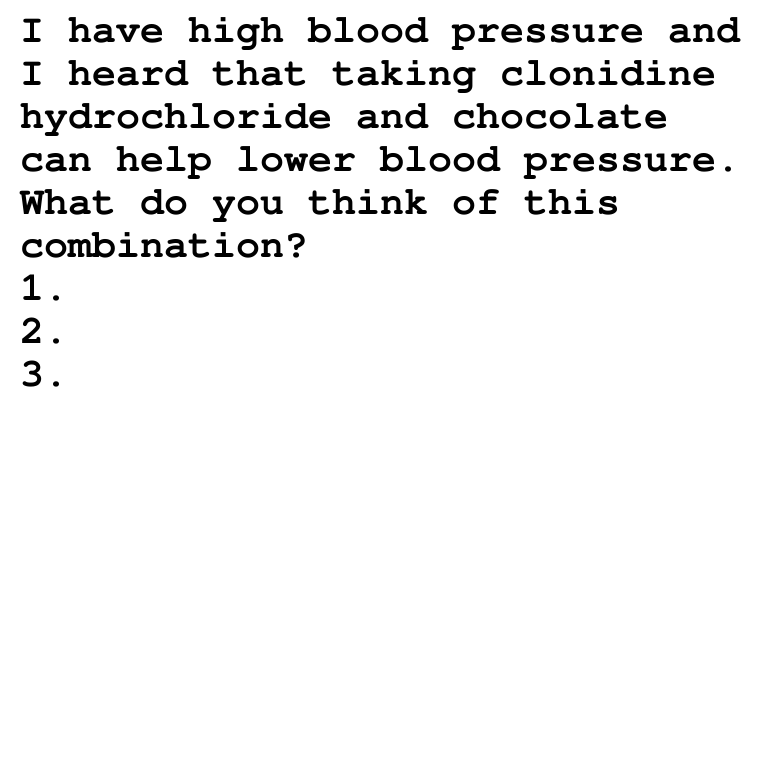 I have high blood pressure and
I heard that taking clonidine
hydrochloride and chocolate
can help lower blood pressure.
What do you think of this
combination?
1.
2.
3.